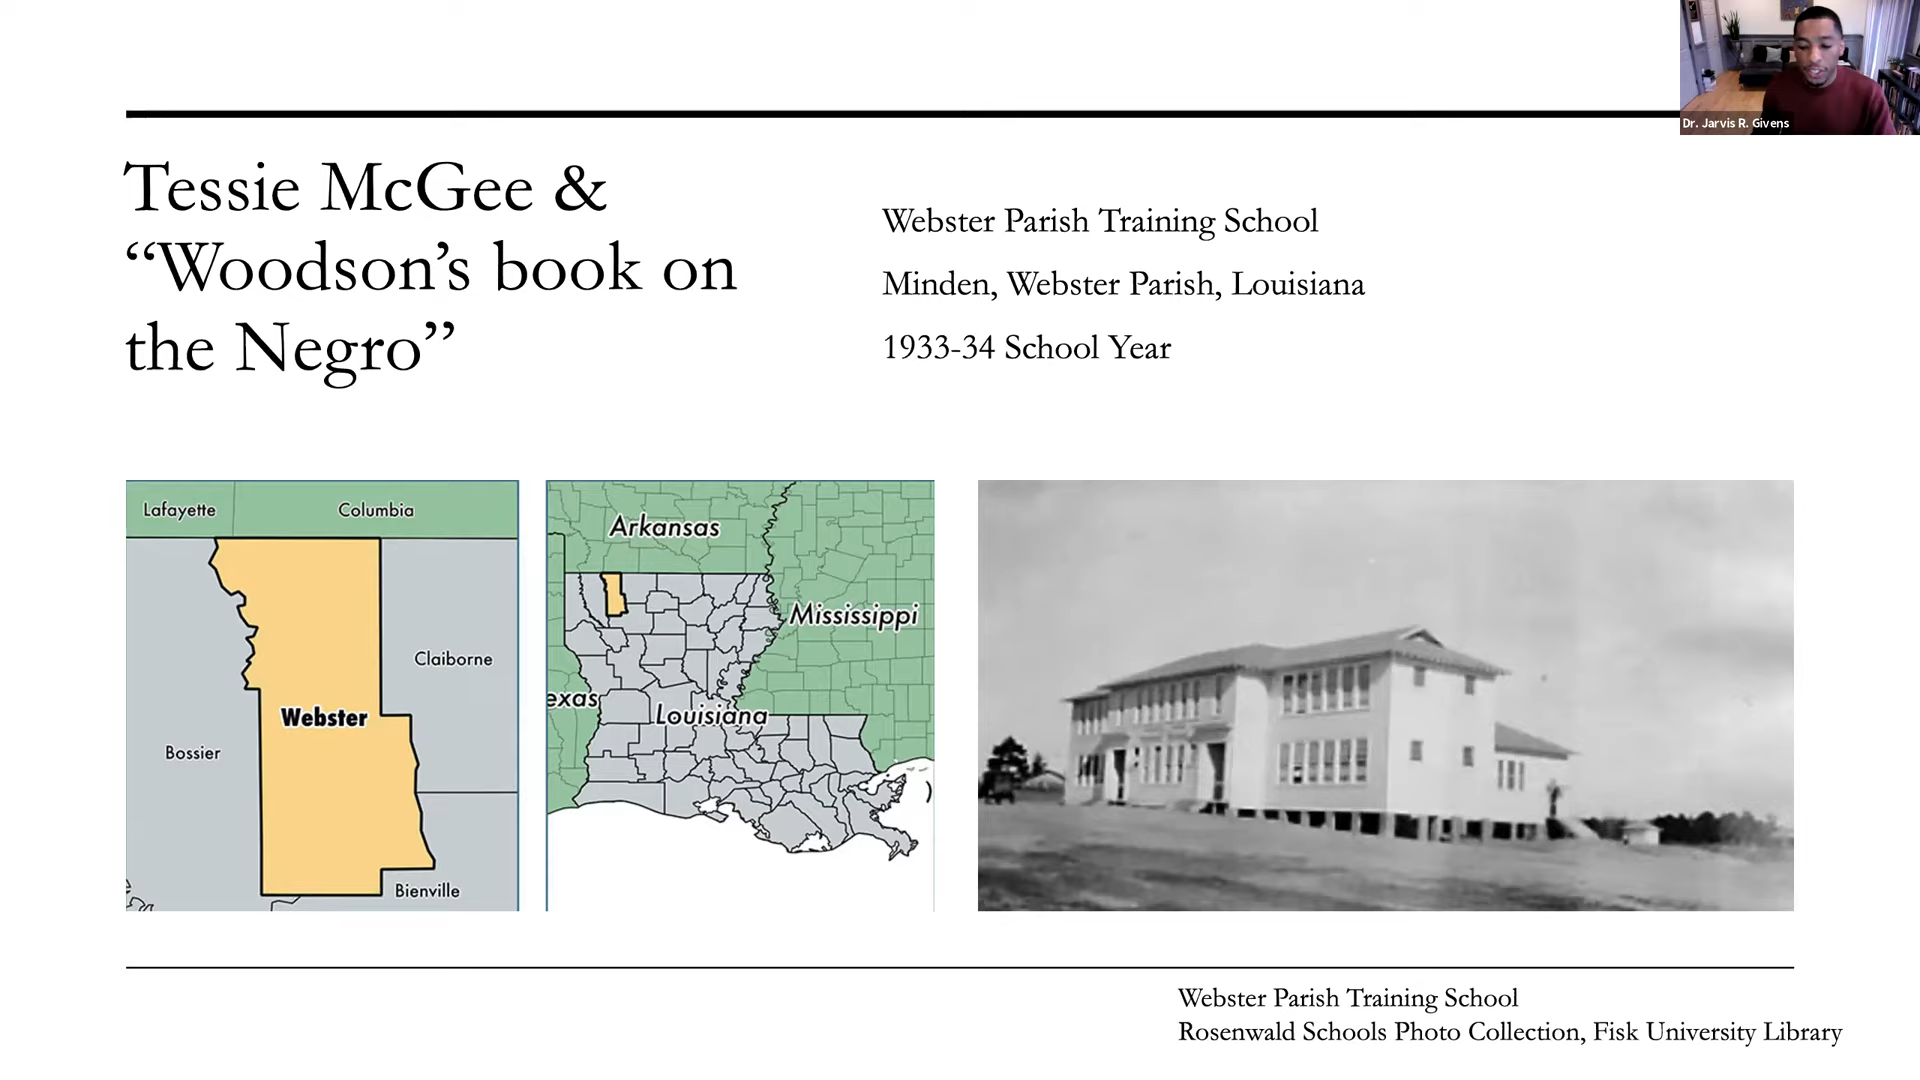 Dr. Jarvis R. Givens
Tessie McGee &
“Woodson’s book on
the Negro”
Webster Parish Training School
Minden, Webster Parish, Louisiana
1933-34 School Year
Lafayette
Columbia
Claiborne
Webster
Bossier
Bienville
Arkansas
Mississippi
exas
Louisiana
Webster Parish Training School
Rosenwald Schools Photo Collection, Fisk University Library